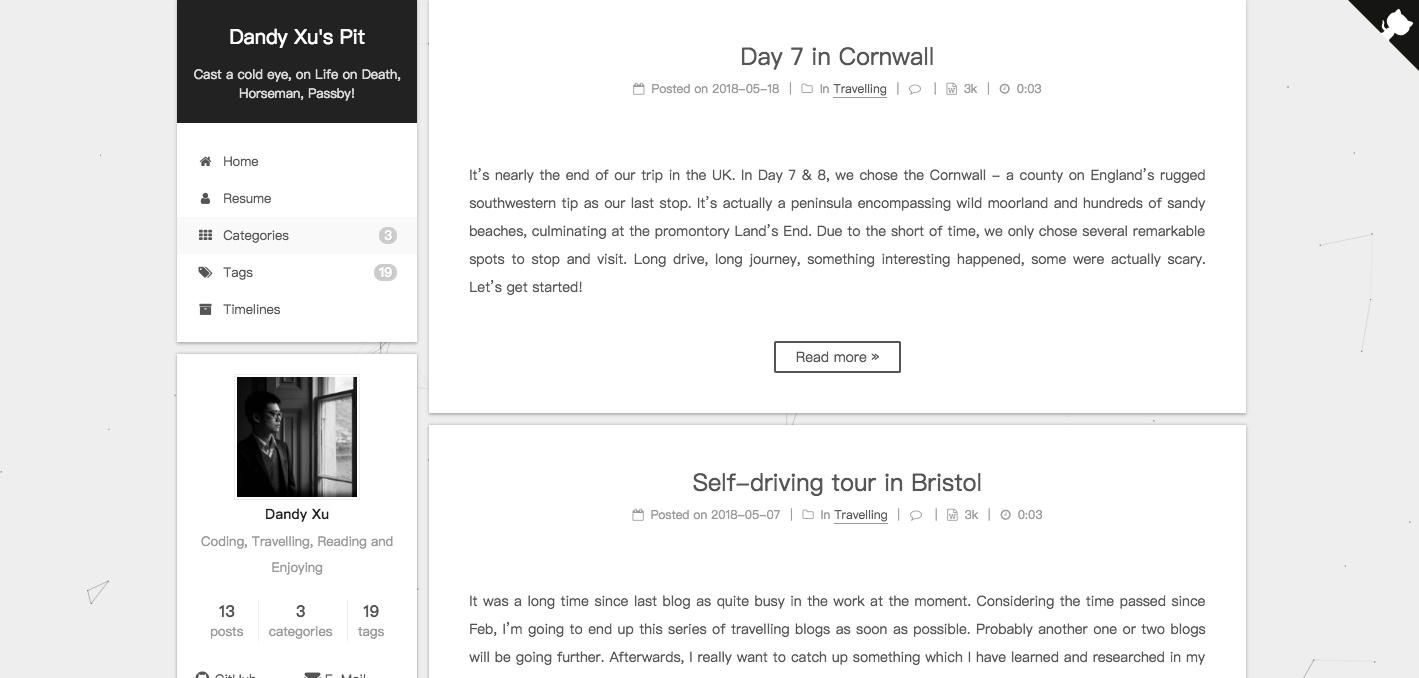 Dandy Xu's Pit
Cast a cold eye, on Life on Death,
Horseman, Passby!
Home
Resume
Categories 3
Tags 19
Timelines
Dandy Xu
Coding, Travelling, Reading and
Enjoying
13 3 19
posts categories tags
GitHub E-Mail
Day 7 in Cornwall
Posted on 2018-05-18 | In Travelling | | 3k | 0:03
It's nearly the end of our trip in the UK. In Day 7 & 8, we chose the Cornwall – a county on England's rugged
southwestern tip as our last stop. It's actually a peninsula encompassing wild moorland and hundreds of sandy
beaches, culminating at the promontory Land's End. Due to the short of time, we only chose several remarkable
spots to stop and visit. Long drive, long journey, something interesting happened, some were actually scary.
Let's get started!
Read more »
Self-driving tour in Bristol
Posted on 2018-05-07 | In Travelling | | 3k | 0:03
It was a long time since last blog as quite busy in the work at the moment. Considering the time passed since
Feb, I'm going to end up this series of travelling blogs as soon as possible. Probably another one or two blogs
will be going further. Afterwards, I really want to catch up something which I have learned and researched in my